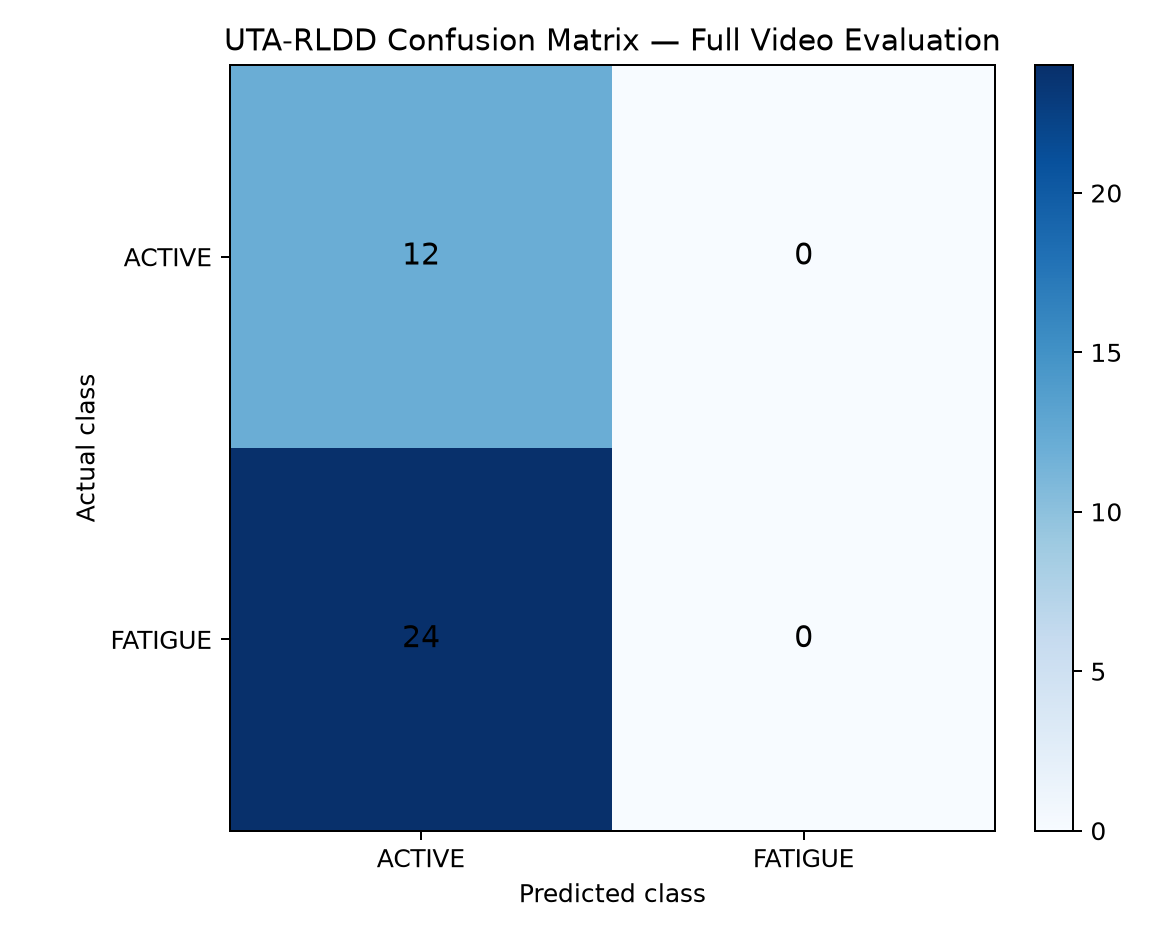 UTA-RLDD Confusion Matrix — Full Video Evaluation
ACTIVE
FATIGUE
Actual class
12
0
24
0
ACTIVE
FATIGUE
Predicted class
20
15
10
5
0